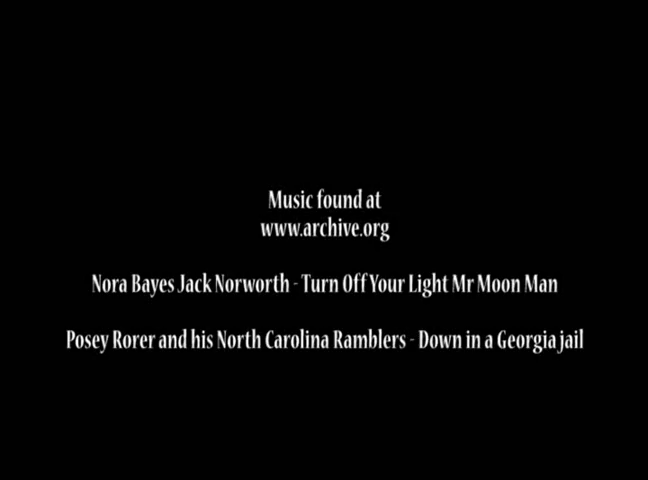 Music found at
www.archive.org
Nora Bayes Jack Norworth - Turn Off Your Light Mr Moon Man
Posey Rorer and his North Carolina Ramblers - Down in a Georgia jail